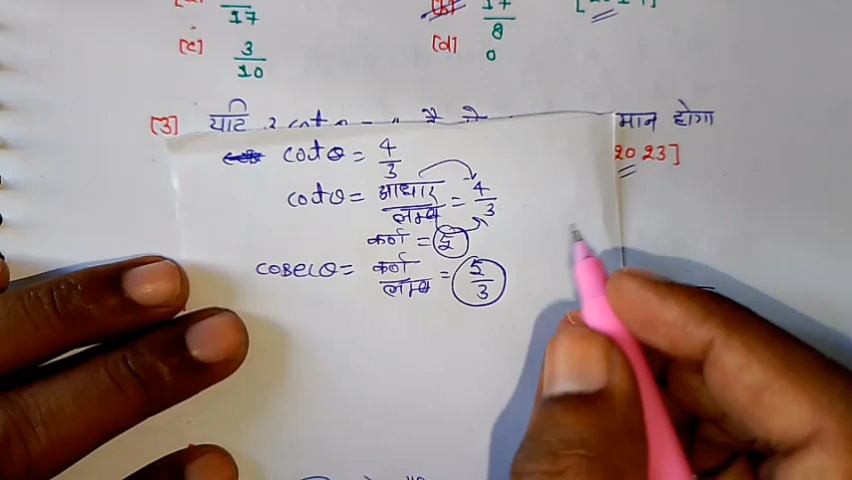 17
17
8
[c] 3/10
[d] 0
[3] यदि मान होगा
2023]
cotθ = 4/3
cotθ = आधार/लम्ब = 4/3
कर्ण = 5
cosecθ = कर्ण/लम्ब = 5/3